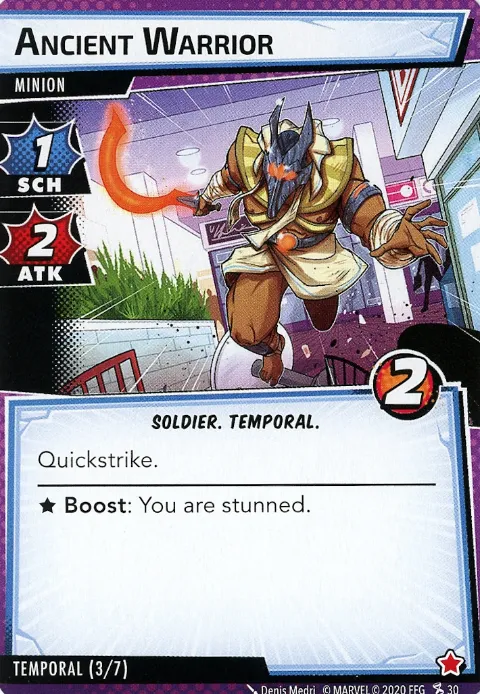 ANCIENT WARRIOR
MINION
1
SCH
2
ATK
2
SOLDIER. TEMPORAL.
Quickstrike.
★ Boost: You are stunned.
TEMPORAL (3/7)
Denis Medri © MARVEL © 2020 FFG 30